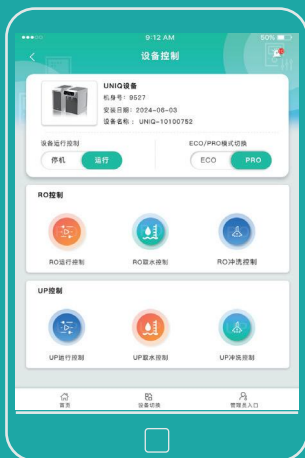 9:12 AM
50%
设备控制
UNIQ设备
机身号: 9527
安装日期: 2024-06-03
设备名称: UNIQ-10100752
设备运行控制
ECO/PRO模式切换
停机
运行
ECO
PRO
RO控制
RO运行控制
RO取水控制
RO冲洗控制
UP控制
UP运行控制
UP取水控制
UP冲洗控制
首页
设备切换
管理员入口